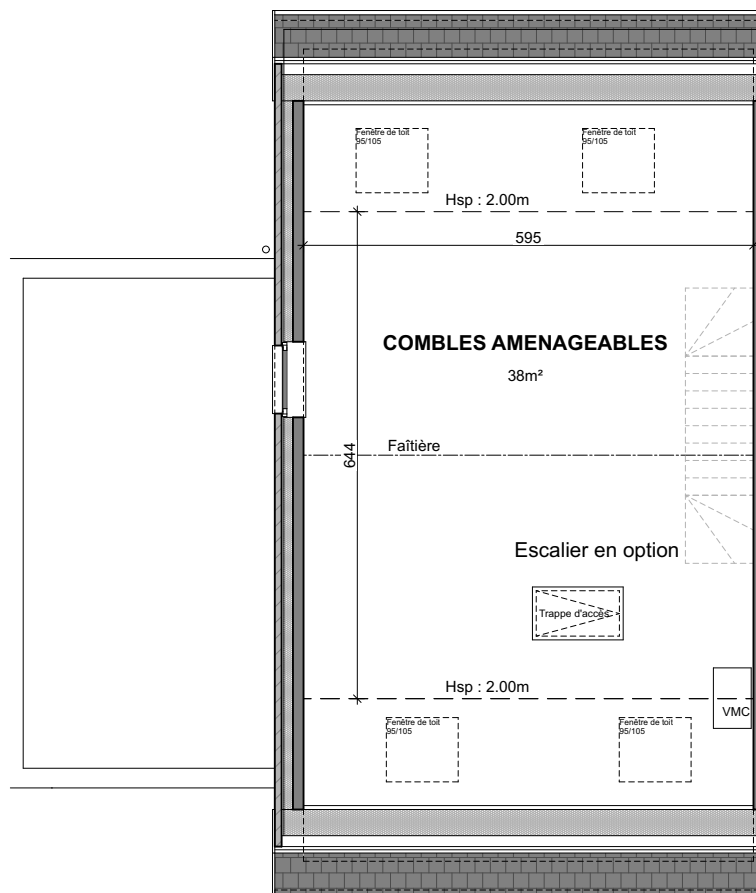 Fenêtre de toit
95/105
Fenêtre de toit
95/105
Hsp : 2.00m
595
COMBLES AMENAGEABLES
38m²
Faîtière
644
Escalier en option
Trappe d'accès
Hsp : 2.00m
VMC
Fenêtre de toit
95/105
Fenêtre de toit
95/105